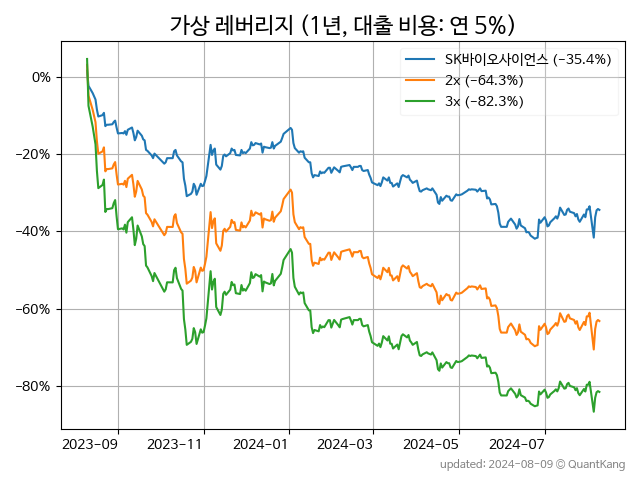 가상 레버리지 (1년, 대출 비용: 연 5%)
SK바이오사이언스 (−35.4%)
2x (−64.3%)
3x (−82.3%)
0%
−20%
−40%
−60%
−80%
2023-09 2023-11 2024-01 2024-03 2024-05 2024-07
updated: 2024-08-09 © QuantKang